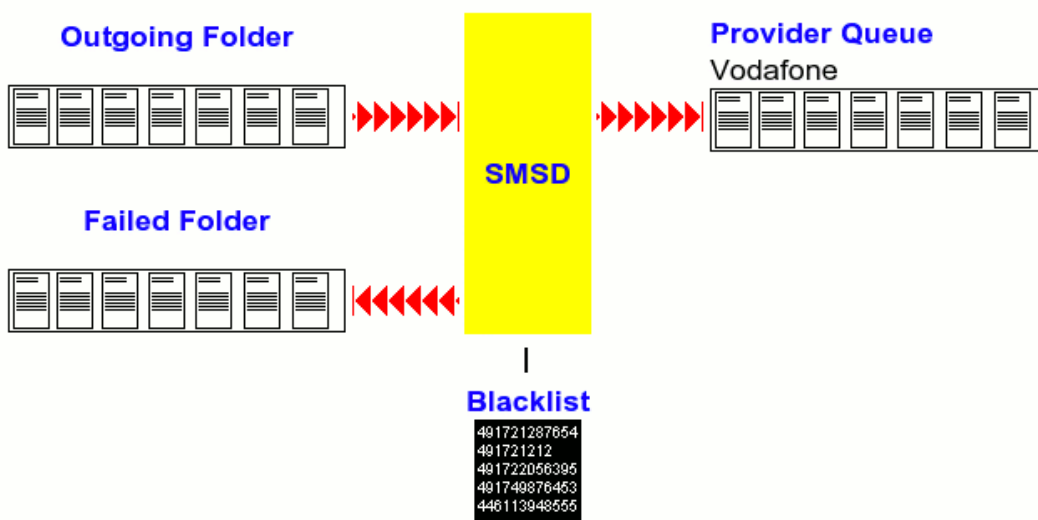 Outgoing Folder
Provider Queue
Vodafone
SMSD
Failed Folder
Blacklist
491721287654
491721212
491722056395
491749876453
446113948555